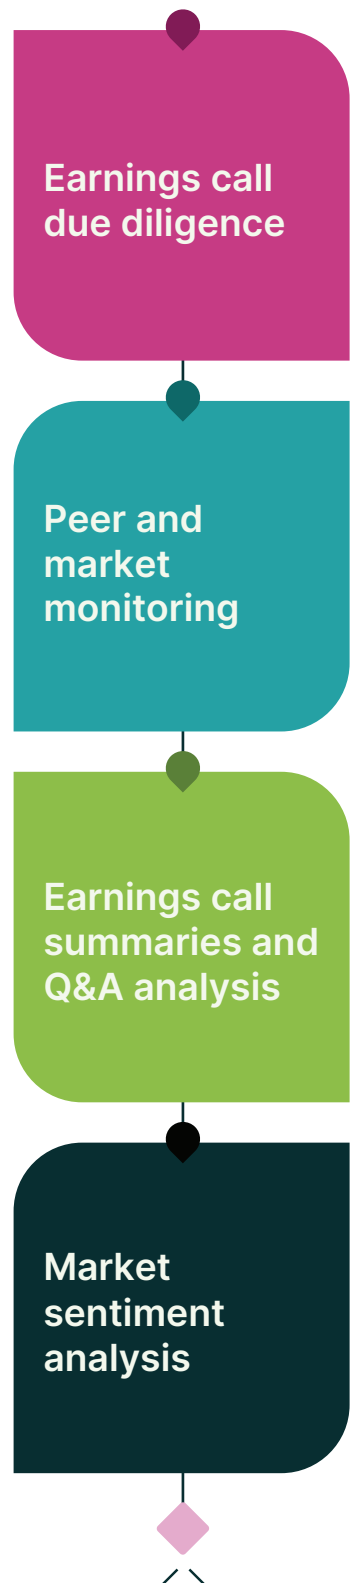 Earnings call
due diligence
Peer and
market
monitoring
Earnings call
summaries and
Q&A analysis
Market
sentiment
analysis